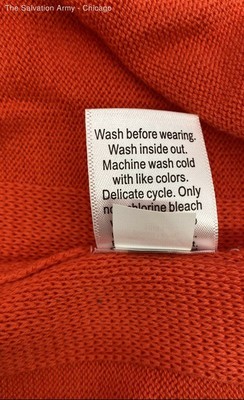 The Salvation Army - Chicago
Wash before wearing.
Wash inside out.
Machine wash cold
with like colors.
Delicate cycle. Only
chlorine bleach